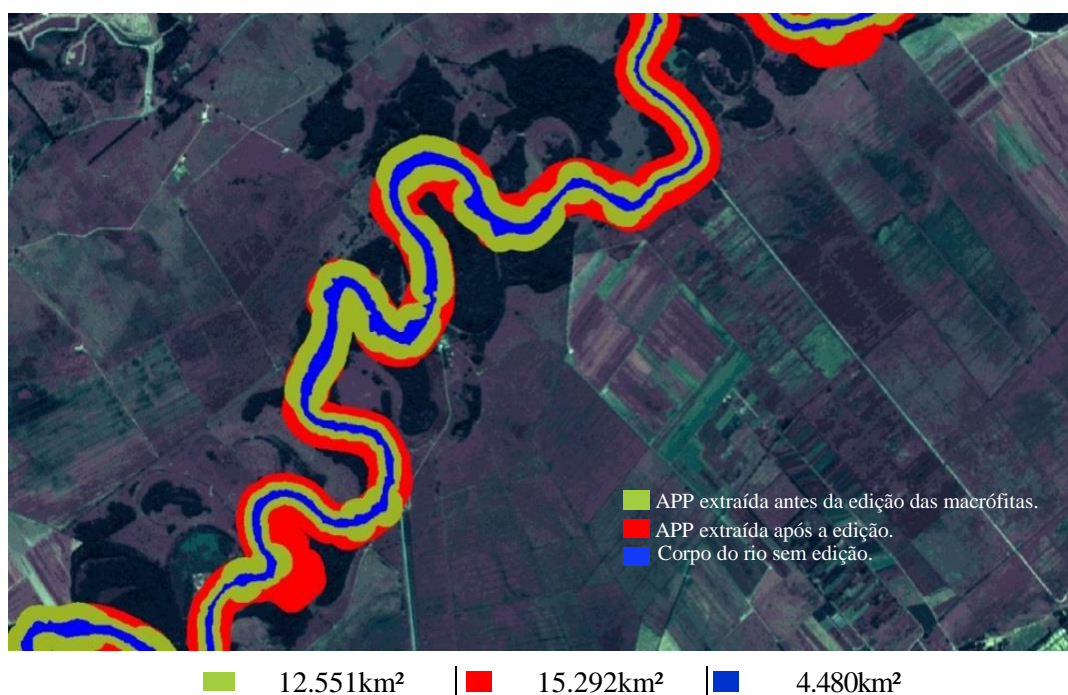 APP extraída antes da edição das macrófitas.
APP extraída após a edição.
Corpo do rio sem edição.
12.551km² 15.292km² 4.480km²